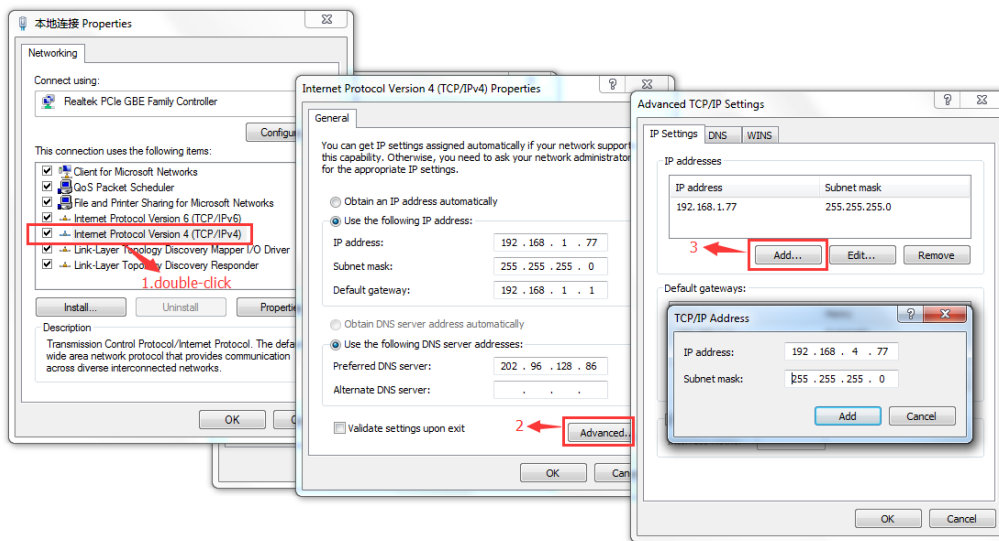 本地连接 Properties
Networking
Connect using:
Realtek PCIe GBE Family Controller
Configu
This connection uses the following items:
Client for Microsoft Networks
QoS Packet Scheduler
File and Printer Sharing for Microsoft Networks
Internet Protocol Version 6 (TCP/IPv6)
Internet Protocol Version 4 (TCP/IPv4)
Link-Layer Topology Discovery Mapper I/O Driver
Link-Layer Topology Discovery Responder
1.double-click
Install...
Uninstall
Properti
Description
Transmission Control Protocol/Internet Protocol. The defa
wide area network protocol that provides communication
across diverse interconnected networks.
OK
C
Internet Protocol Version 4 (TCP/IPv4) Properties
General
You can get IP settings assigned automatically if your network support
this capability. Otherwise, you need to ask your network administrator
for the appropriate IP settings.
Obtain an IP address automatically
Use the following IP address:
IP address:
192 . 168 . 1 . 77
Subnet mask:
255 . 255 . 255 . 0
Default gateway:
192 . 168 . 1 . 1
Obtain DNS server address automatically
Use the following DNS server addresses:
Preferred DNS server:
202 . 96 . 128 . 86
Alternate DNS server:
. . .
Validate settings upon exit
2
Advanced..
OK
Can
Advanced TCP/IP Settings
IP Settings
DNS
WINS
IP addresses
IP address
Subnet mask
192.168.1.77
255.255.255.0
3
Add...
Edit...
Remove
Default gateways:
TCP/IP Address
IP address:
192 . 168 . 4 . 77
Subnet mask:
255 . 255 . 255 . 0
Add
Cancel
OK
Cancel